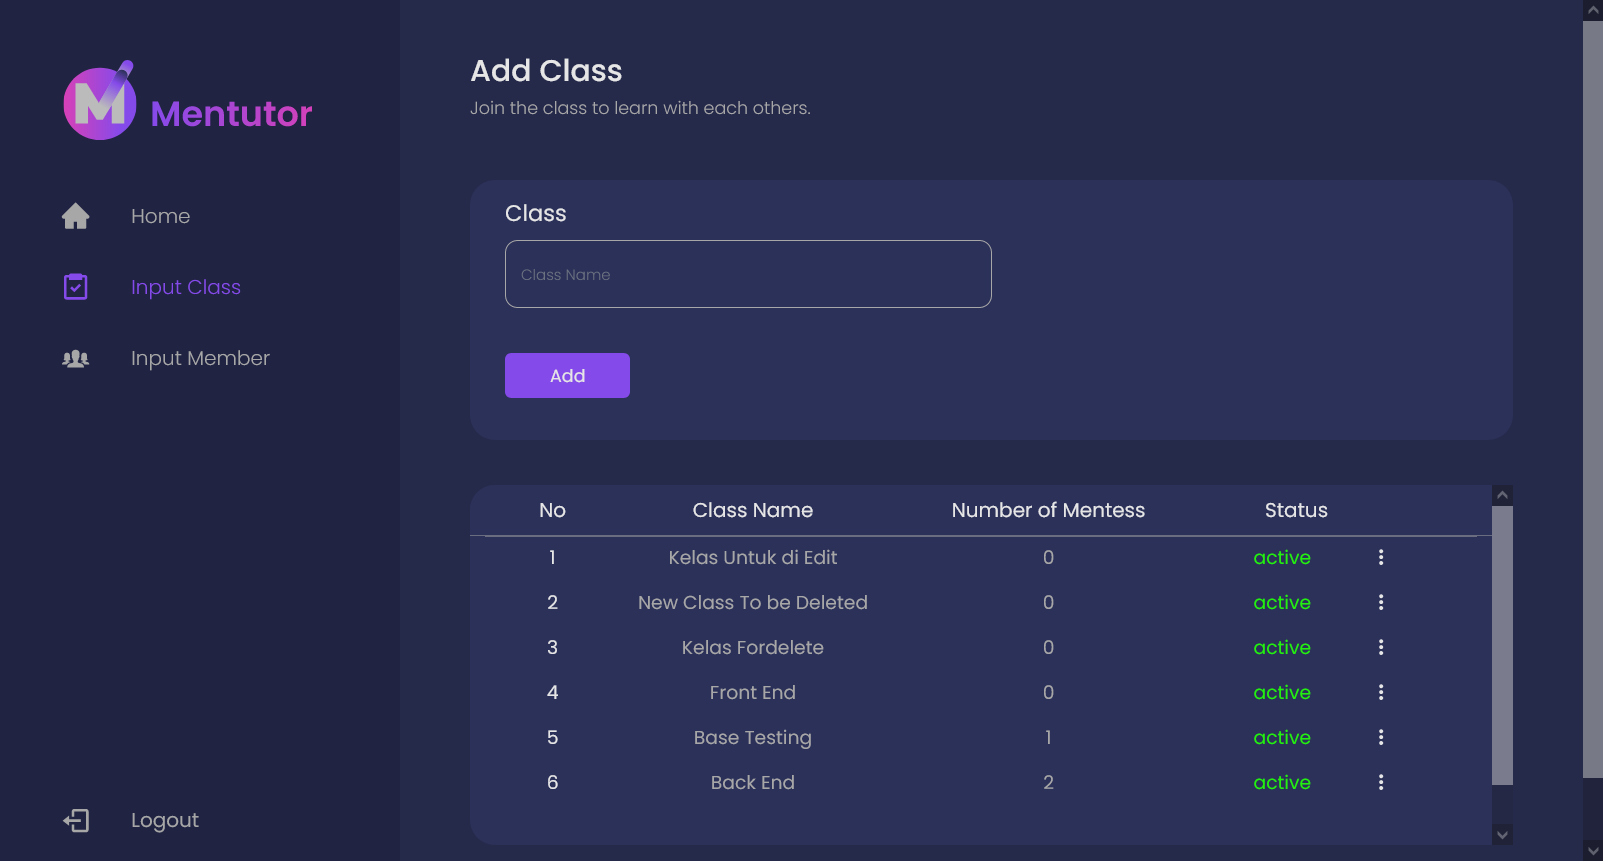 Mentutor
Home
Input Class
Input Member
Logout
Add Class
Join the class to learn with each others.
Class
Class Name
Add
No Class Name Number of Mentess Status
1 Kelas Untuk di Edit 0 active
2 New Class To be Deleted 0 active
3 Kelas Fordelete 0 active
4 Front End 0 active
5 Base Testing 1 active
6 Back End 2 active